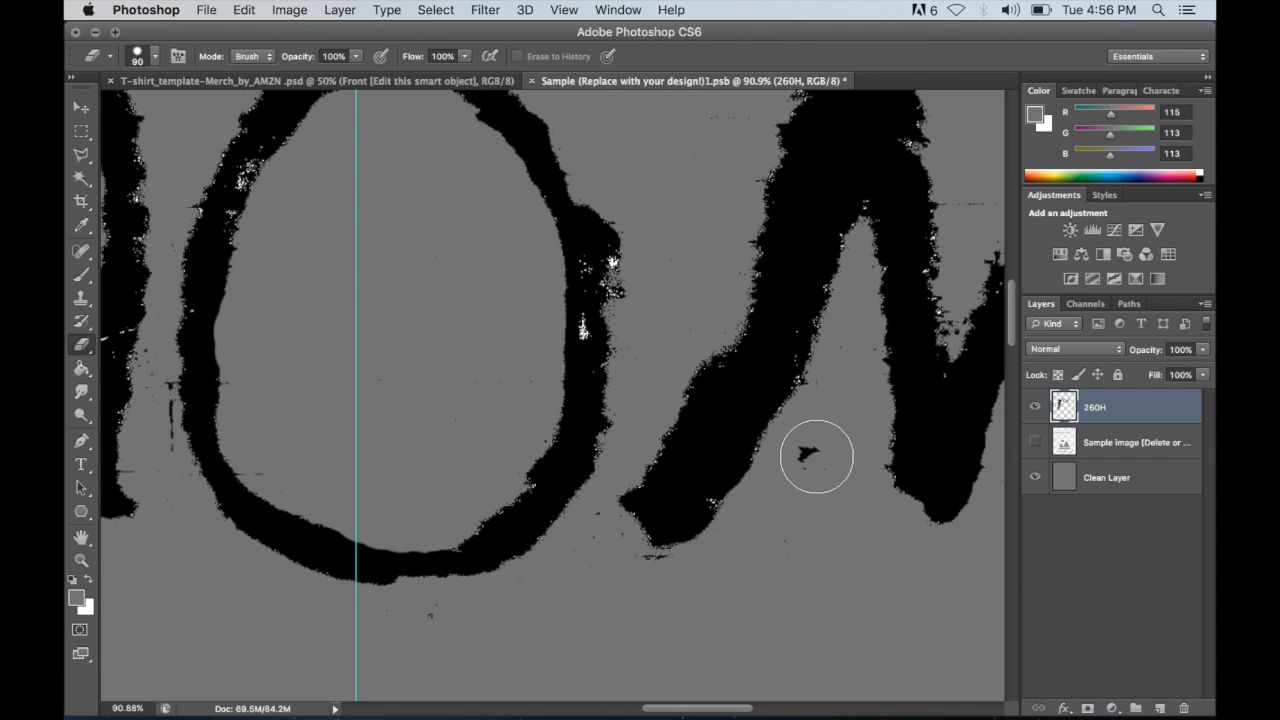 Photoshop File Edit Image Layer Type Select Filter 3D View Window Help 6 Tue 4:56 PM
Adobe Photoshop CS6
90 Mode: Brush Opacity: 100% Flow: 100% Erase to History Essentials
T-shirt_template-Merch_by_AMZN .psd @ 50% (Front [Edit this smart object], RGB/8)
Sample (Replace with your design!)1.psb @ 90.9% (260H, RGB/8) *
Color Swatche Paragra Characte
R 115
G 113
B 113
Adjustments Styles
Add an adjustment
Layers Channels Paths
Kind
Normal Opacity: 100%
Lock: Fill: 100%
260H
Sample image [Delete or ...
Clean Layer
90.88% Doc: 69.5M/84.2M